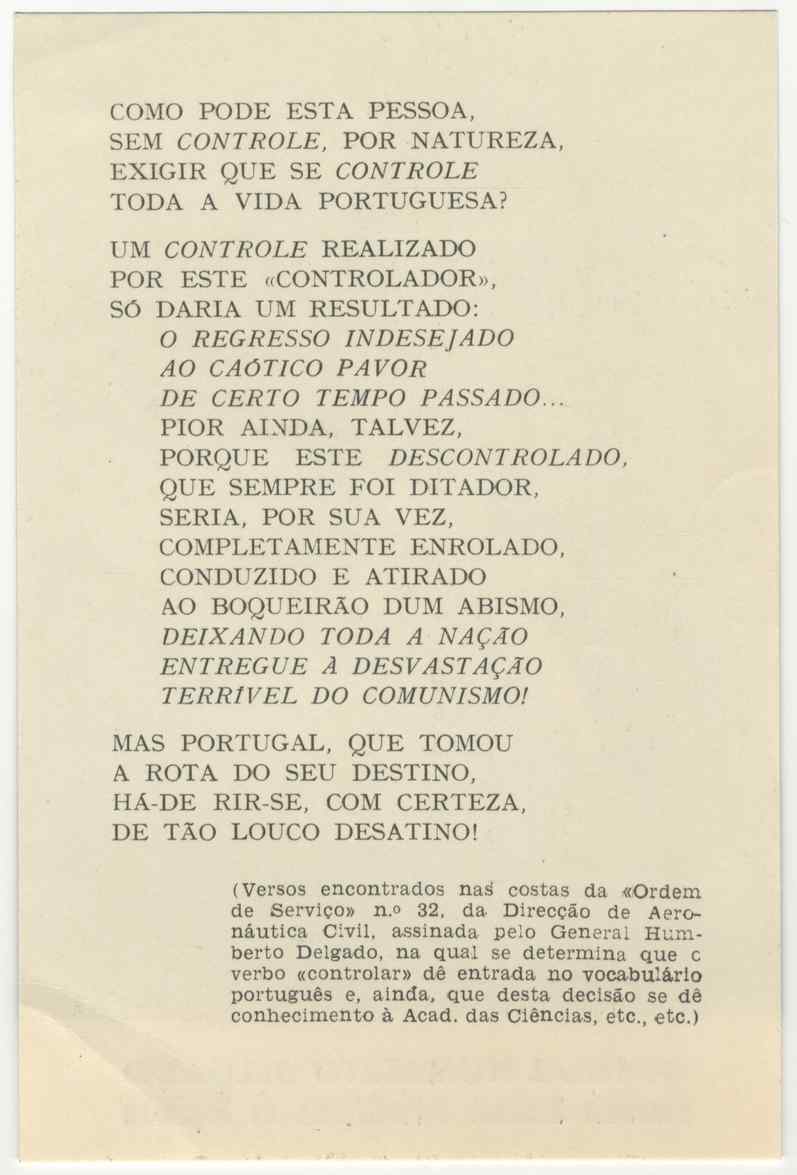 COMO PODE ESTA PESSOA,
SEM CONTROLE, POR NATUREZA,
EXIGIR QUE SE CONTROLE
TODA A VIDA PORTUGUESA?
UM CONTROLE REALIZADO
POR ESTE «CONTROLADOR»,
SÓ DARIA UM RESULTADO:
O REGRESSO INDESEJADO
AO CAÓTICO PAVOR
DE CERTO TEMPO PASSADO...
PIOR AINDA, TALVEZ,
PORQUE ESTE DESCONTROLADO,
QUE SEMPRE FOI DITADOR,
SERIA, POR SUA VEZ,
COMPLETAMENTE ENROLADO,
CONDUZIDO E ATIRADO
AO BOQUEIRÃO DUM ABISMO,
DEIXANDO TODA A NAÇÃO
ENTREGUE À DESVASTAÇÃO
TERRÍVEL DO COMUNISMO!
MAS PORTUGAL, QUE TOMOU
A ROTA DO SEU DESTINO,
HÁ-DE RIR-SE, COM CERTEZA,
DE TÃO LOUCO DESATINO!
(Versos encontrados nas costas da «Ordem
de Serviço» n.º 32, da Direcção de Aero-
náutica Civil, assinada pelo General Hum-
berto Delgado, na qual se determina que o
verbo «controlar» dê entrada no vocabulário
português e, ainda, que desta decisão se dê
conhecimento à Acad. das Ciências, etc., etc.)